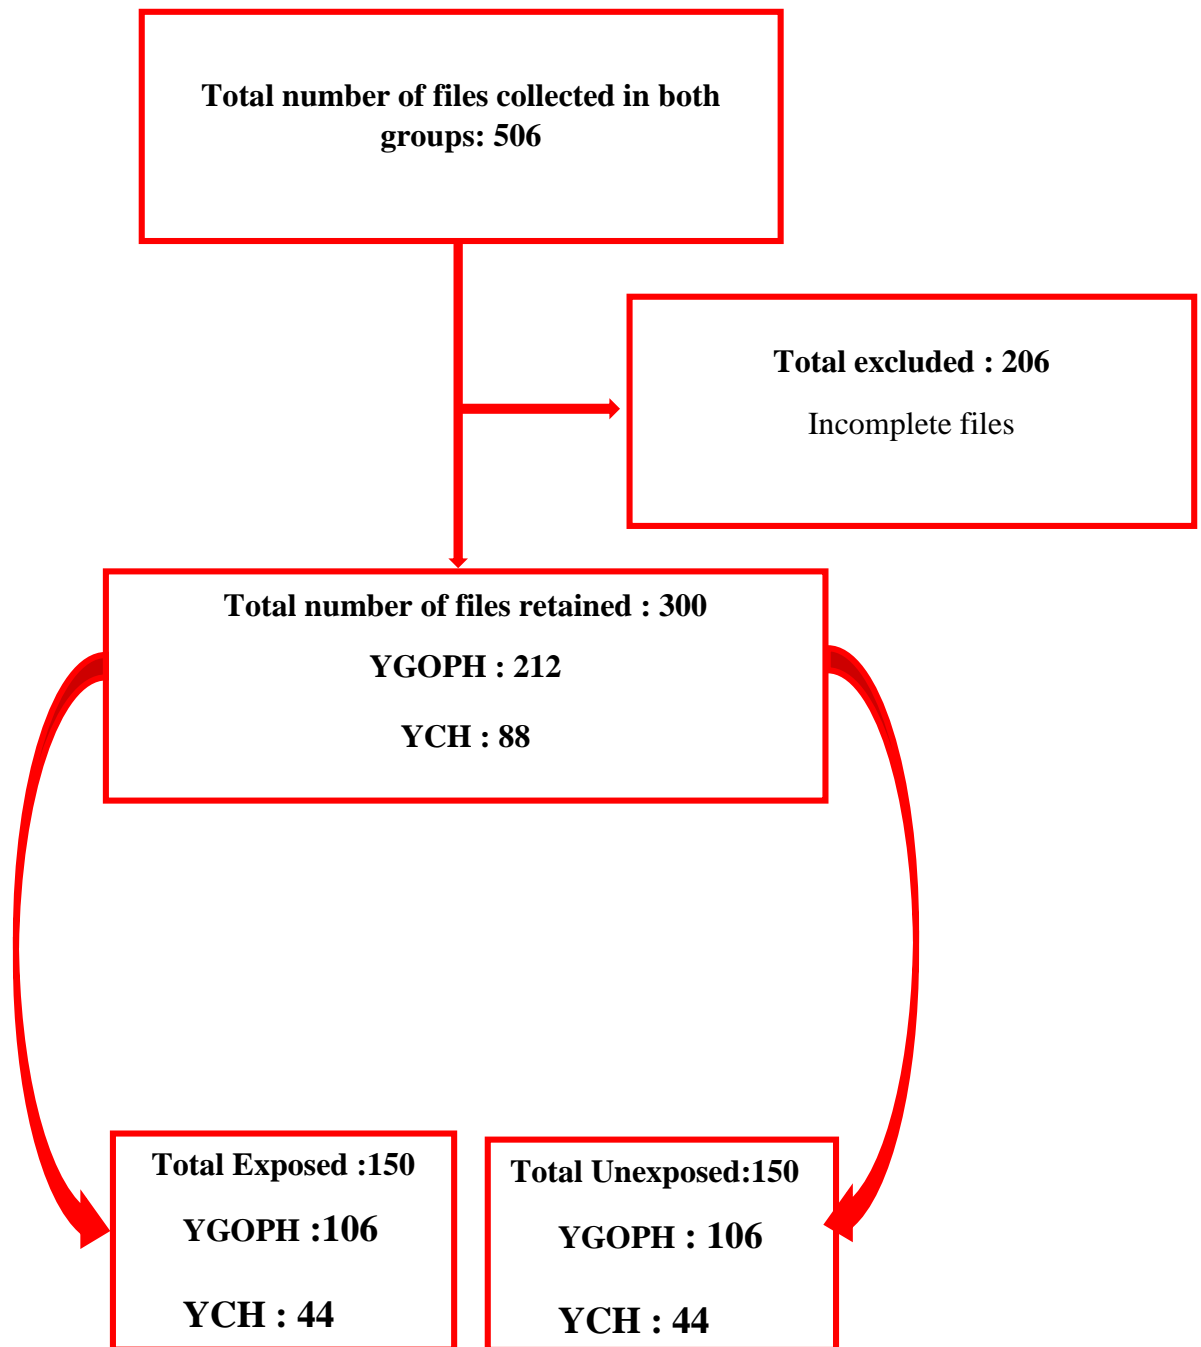 Total number of files collected in both
groups: 506
Total excluded : 206
Incomplete files
Total number of files retained : 300
YGOPH : 212
YCH : 88
Total Exposed :150
YGOPH :106
YCH : 44
Total Unexposed:150
YGOPH : 106
YCH : 44